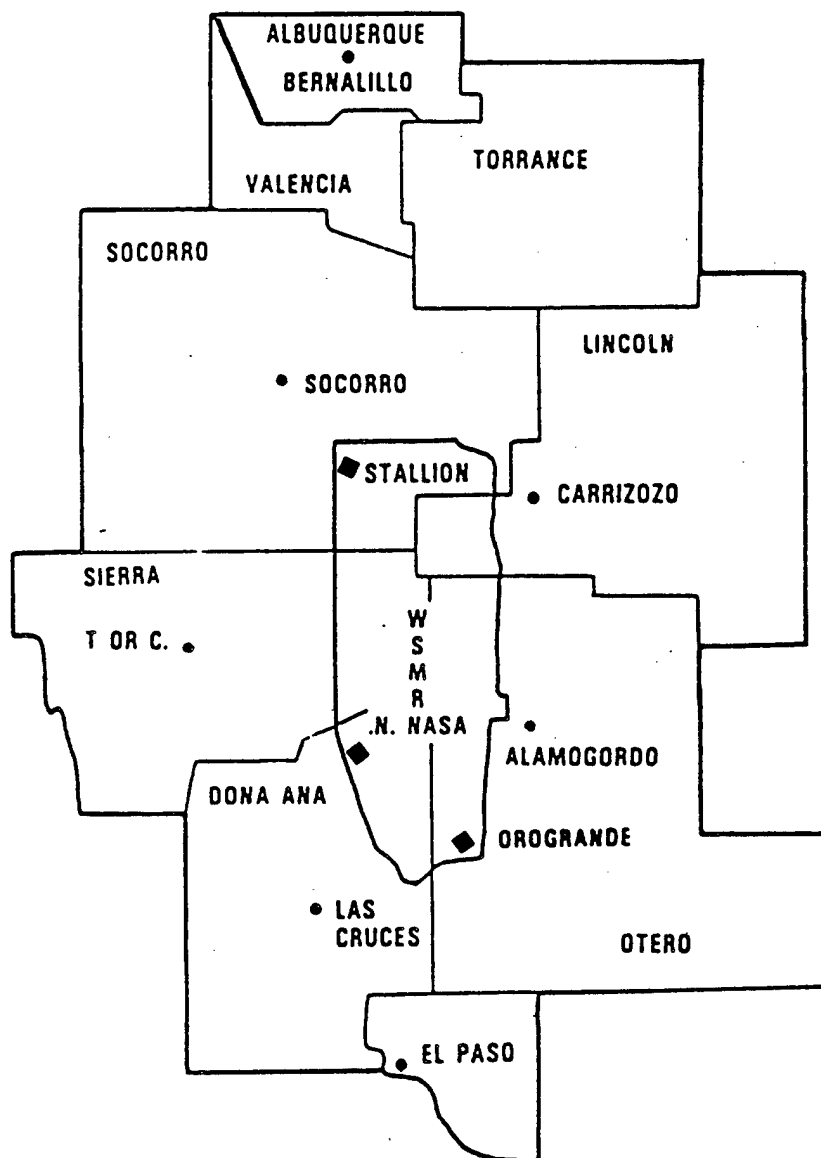 ALBUQUERQUE
BERNALILLO
TORRANCE
VALENCIA
SOCORRO
LINCOLN
SOCORRO
STALLION
CARRIZOZO
SIERRA
W
S
M
R
T OR C.
.N. NASA
ALAMOGORDO
DONA ANA
OROGRANDE
LAS
CRUCES
OTERO
EL PASO